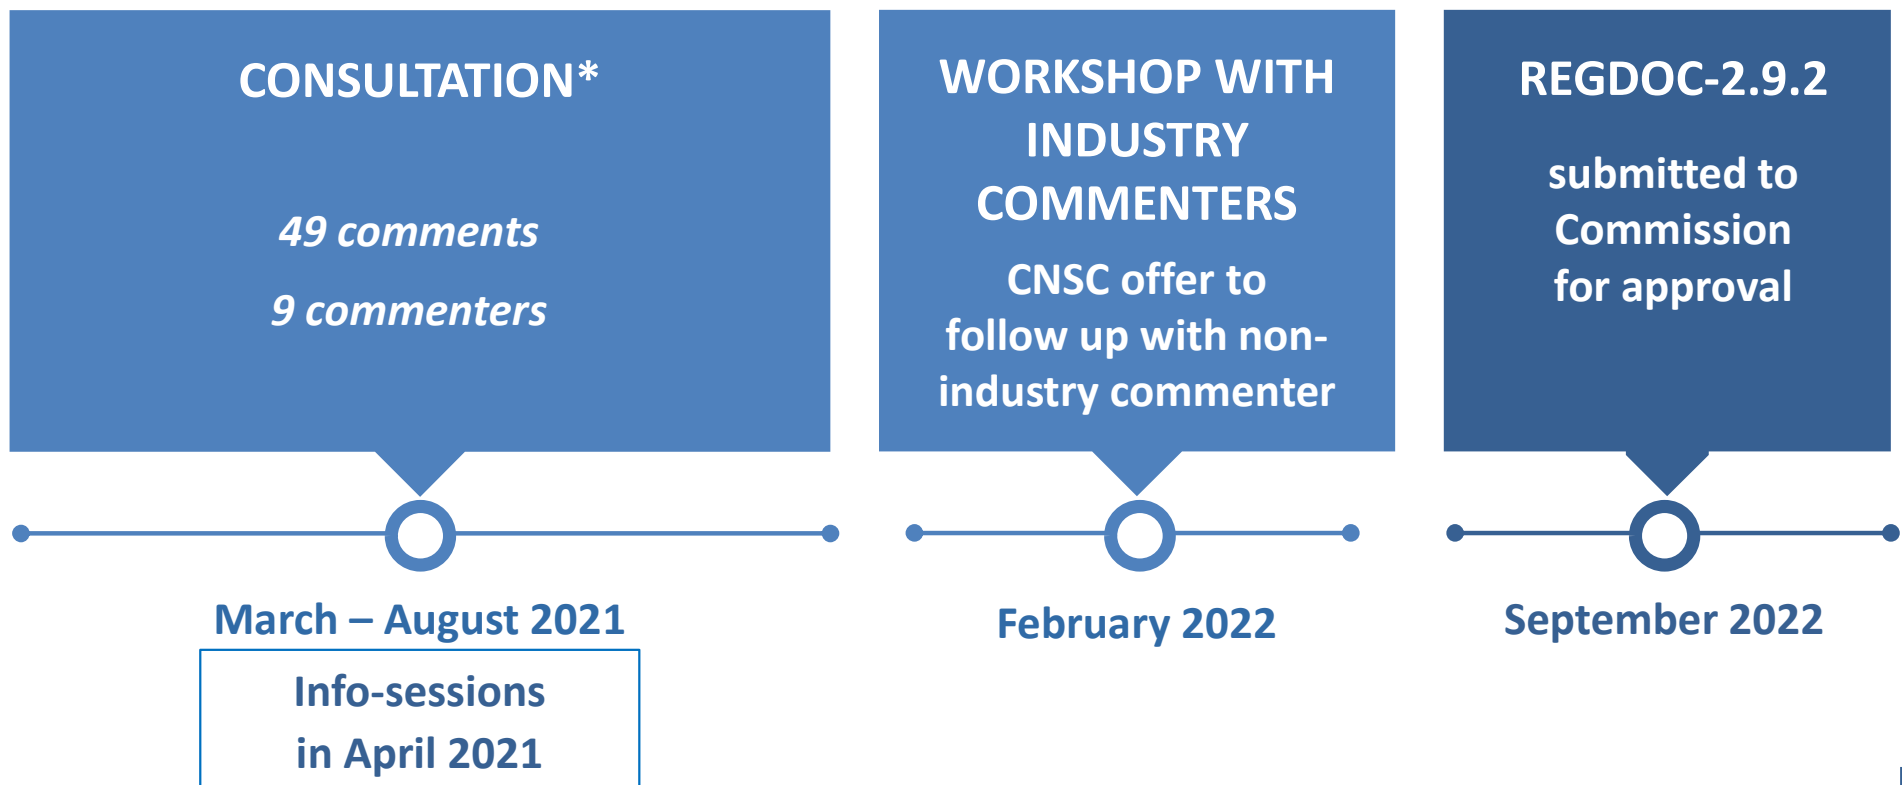 CONSULTATION*
49 comments
9 commenters
March – August 2021
Info-sessions
in April 2021
WORKSHOP WITH
INDUSTRY
COMMENTERS
CNSC offer to
follow up with non-
industry commenter
February 2022
REGDOC-2.9.2
submitted to
Commission
for approval
September 2022